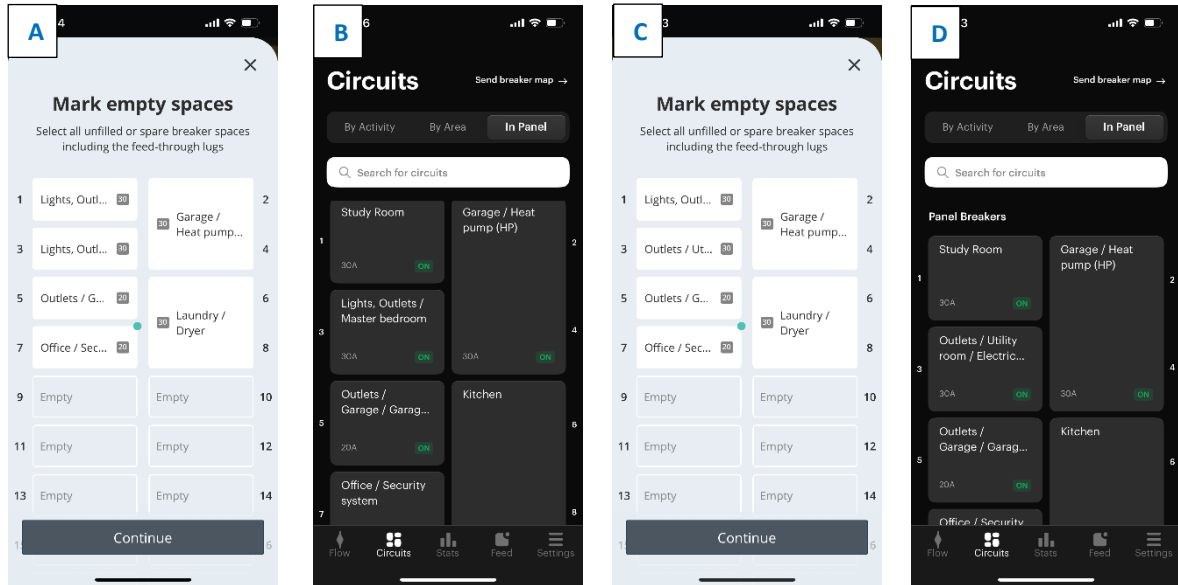 A
4
Mark empty spaces
Select all unfilled or spare breaker spaces
including the feed-through lugs
1
Lights, Outl... 30
30
Garage /
Heat pump...
2
3
Lights, Outl... 30
4
5
Outlets / G... 20
30
Laundry /
Dryer
6
7
Office / Sec... 20
8
9 Empty Empty 10
11 Empty Empty 12
13 Empty Empty 14
Continue
6
B
6
Circuits
Send breaker map →
By Activity By Area In Panel
Search for circuits
1
Study Room
30A ON
Garage / Heat
pump (HP)
2
3
Lights, Outlets /
Master bedroom
30A ON
4
30A ON
5
Outlets /
Garage / Garag...
20A ON
Kitchen
6
7
Office / Security
system
8
Flow Circuits Stats Feed Settings
C
3
Mark empty spaces
Select all unfilled or spare breaker spaces
including the feed-through lugs
1
Lights, Outl... 30
30
Garage /
Heat pump...
2
3
Outlets / Ut... 30
4
5
Outlets / G... 20
30
Laundry /
Dryer
6
7
Office / Sec... 20
8
9 Empty Empty 10
11 Empty Empty 12
13 Empty Empty 14
Continue
6
D
3
Circuits
Send breaker map →
By Activity By Area In Panel
Search for circuits
Panel Breakers
1
Study Room
30A ON
Garage / Heat
pump (HP)
2
3
Outlets / Utility
room / Electric...
30A ON
4
30A ON
5
Outlets /
Garage / Garag...
20A ON
Kitchen
6
Office / Security
Flow Circuits Stats Feed Settings